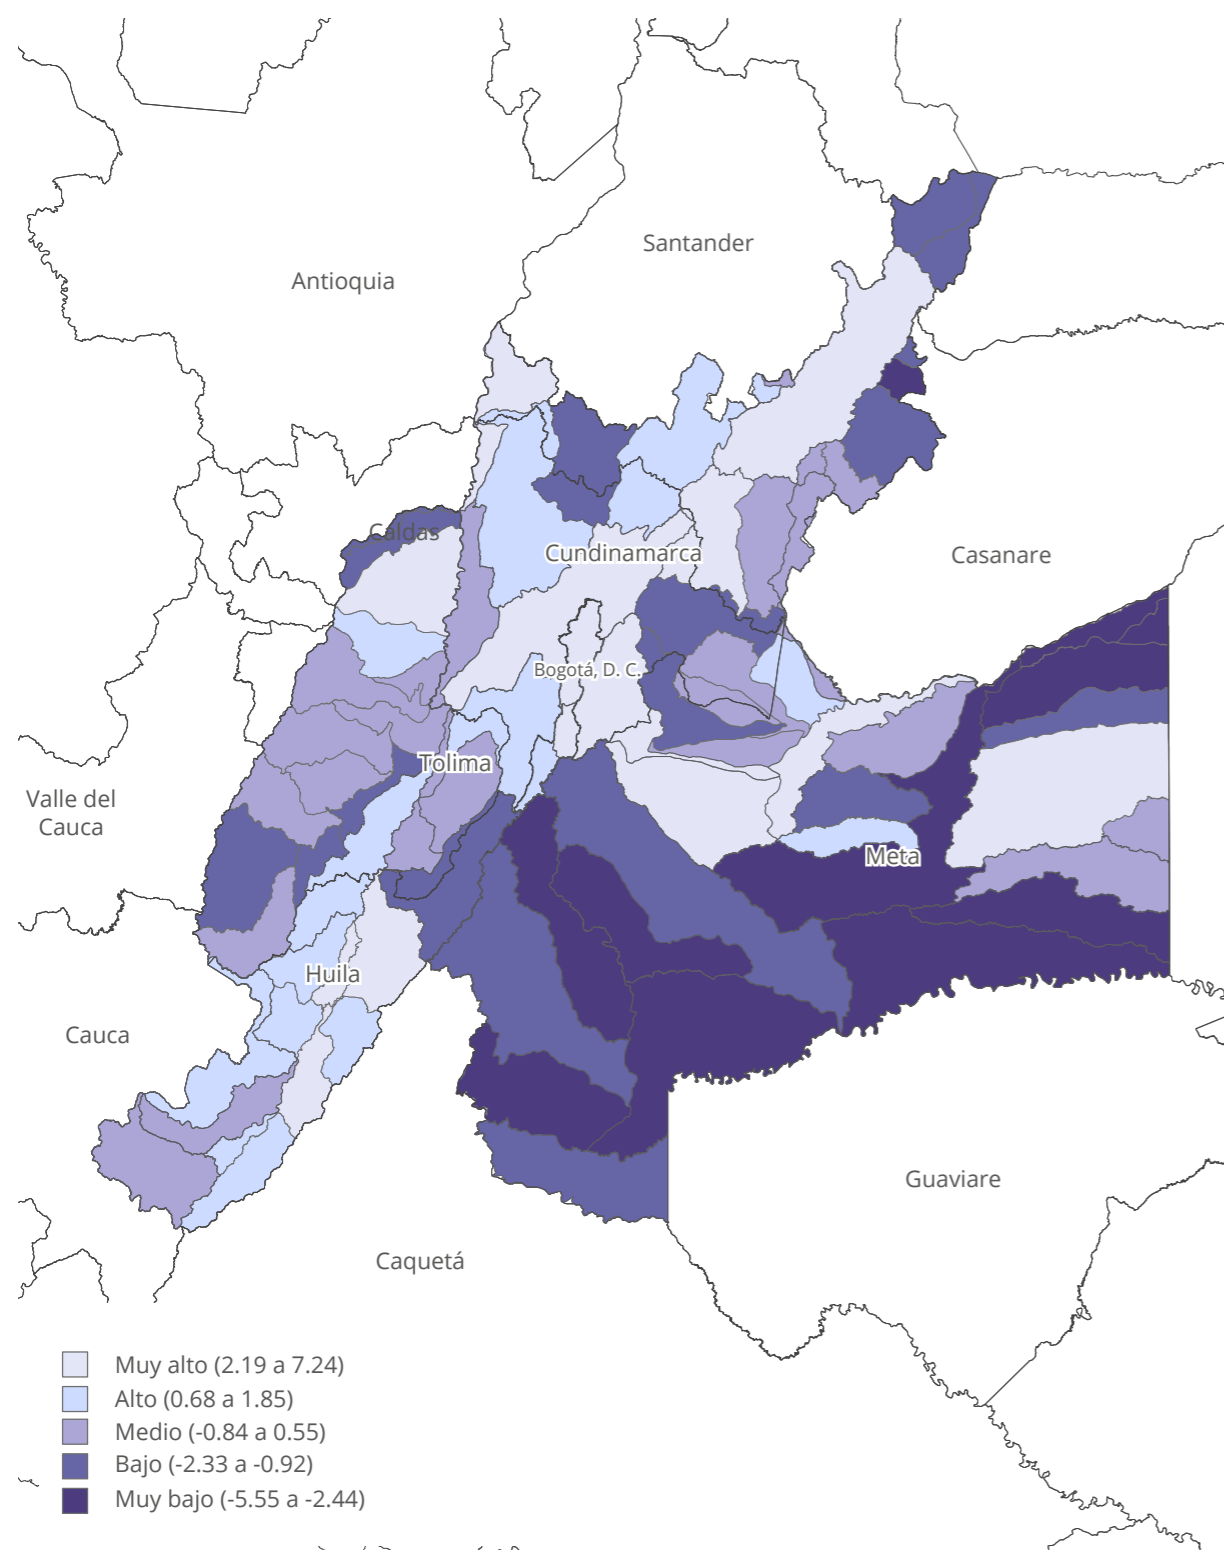 Santander
Antioquia
Caldas
Cundinamarca
Casanare
Bogotá, D. C.
Tolima
Valle del
Cauca
Meta
Huila
Cauca
Guaviare
Caquetá
Muy alto (2.19 a 7.24)
Alto (0.68 a 1.85)
Medio (-0.84 a 0.55)
Bajo (-2.33 a -0.92)
Muy bajo (-5.55 a -2.44)